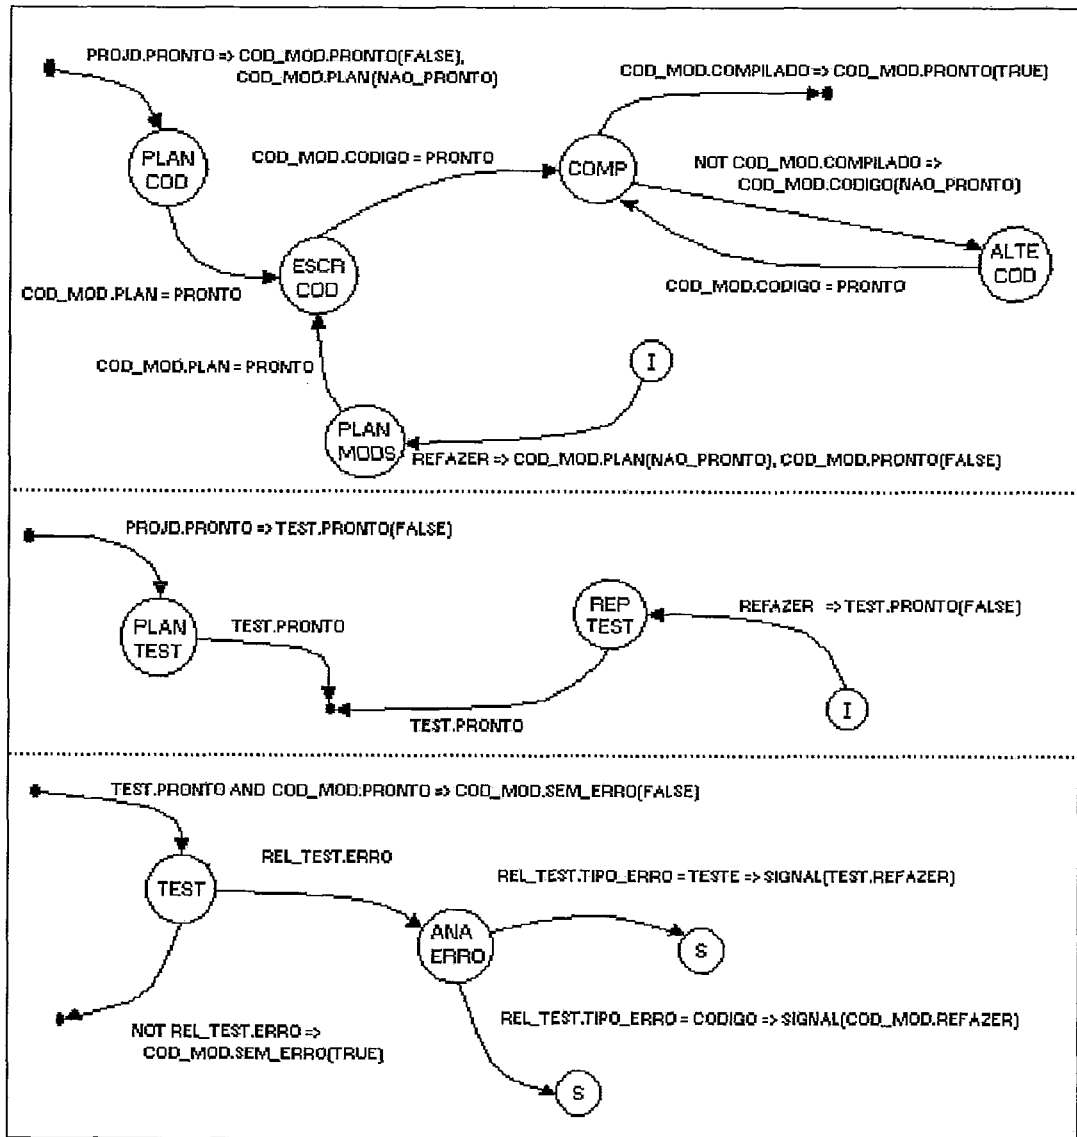 PROJD.PRONTO => COD_MOD.PRONTO(FALSE),
COD_MOD.PLAN(NAO_PRONTO)
COD_MOD.COMPILADO => COD_MOD.PRONTO(TRUE)
PLAN
COD
COD_MOD.CODIGO = PRONTO
COMP
NOT COD_MOD.COMPILADO =>
COD_MOD.CODIGO(NAO_PRONTO)
ESCR
COD
ALTE
COD
COD_MOD.PLAN = PRONTO
COD_MOD.CODIGO = PRONTO
COD_MOD.PLAN = PRONTO
I
PLAN
MODS
REFAZER => COD_MOD.PLAN(NAO_PRONTO), COD_MOD.PRONTO(FALSE)
PROJD.PRONTO => TEST.PRONTO(FALSE)
PLAN
TEST
TEST.PRONTO
REP
TEST
REFAZER => TEST.PRONTO(FALSE)
I
TEST.PRONTO
TEST.PRONTO AND COD_MOD.PRONTO => COD_MOD.SEM_ERRO(FALSE)
TEST
REL_TEST.ERRO
REL_TEST.TIPO_ERRO = TESTE => SIGNAL(TEST.REFAZER)
ANA
ERRO
S
NOT REL_TEST.ERRO =>
COD_MOD.SEM_ERRO(TRUE)
REL_TEST.TIPO_ERRO = CODIGO => SIGNAL(COD_MOD.REFAZER)
S